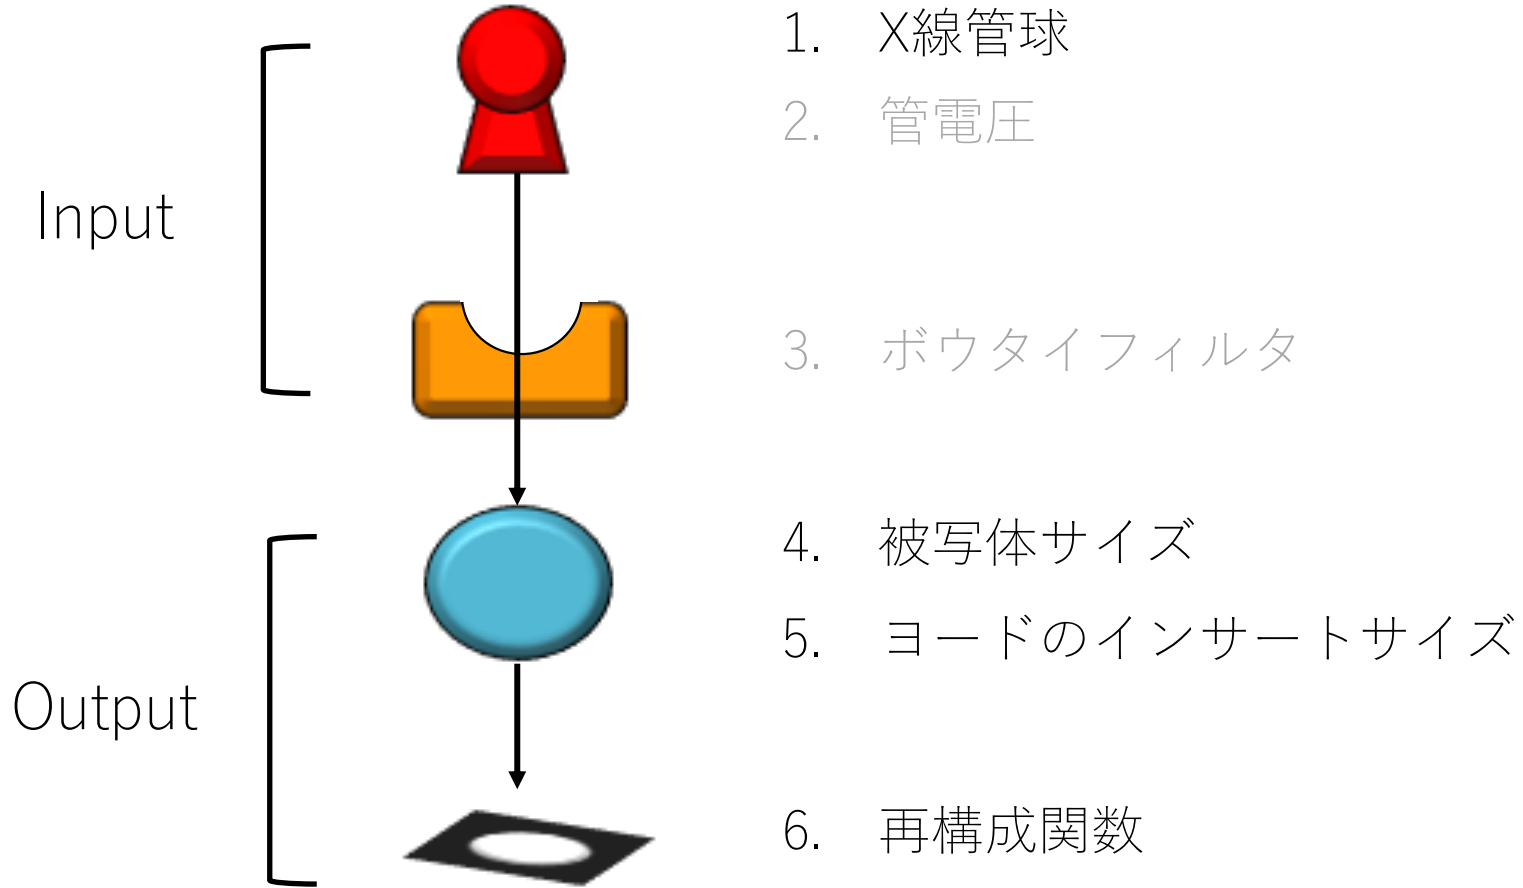 Input
1. X線管球
2. 管電圧
3. ボウタイフィルタ
Output
4. 被写体サイズ
5. ヨードのインサートサイズ
6. 再構成関数